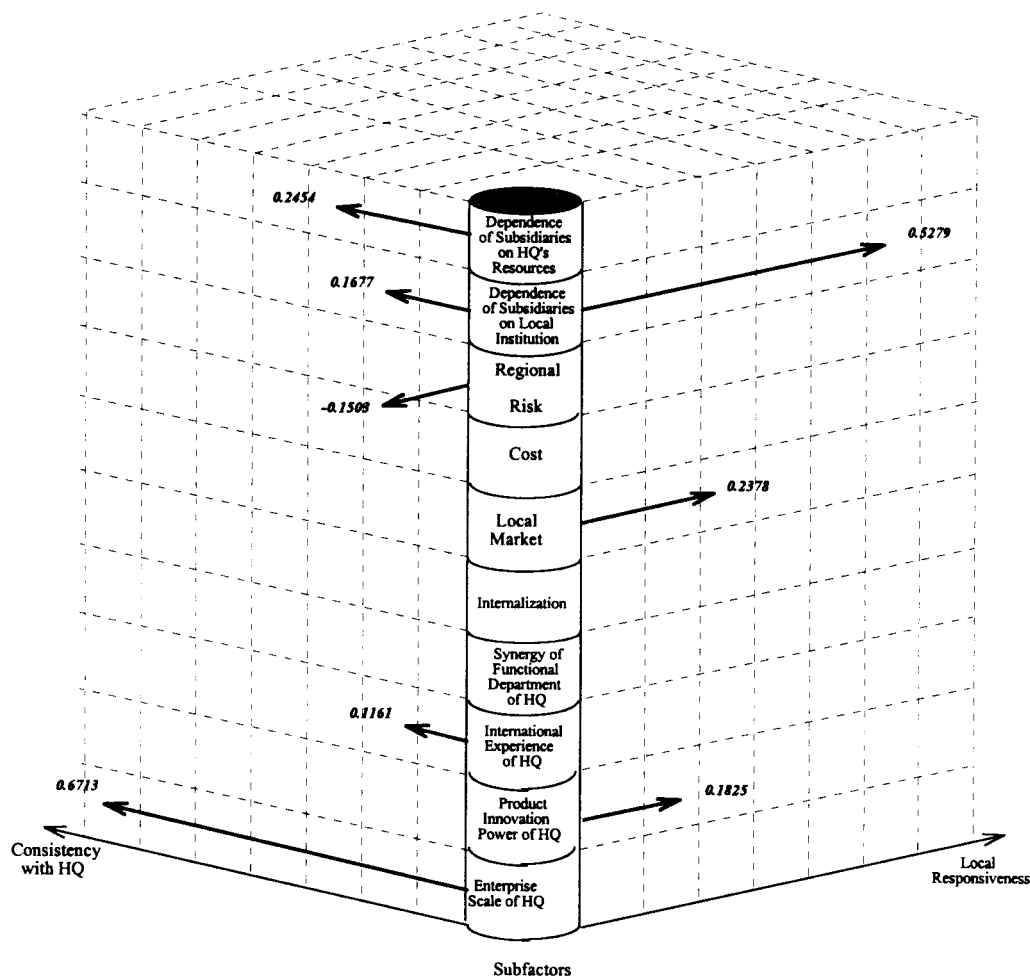 0.2454
Dependence
of Subsidiaries
on HQ's
Resources
0.5279
0.1677
Dependence
of Subsidiaries
on Local
Institution
Regional
Risk
-0.1508
Cost
0.2378
Local
Market
Internalization
Synergy of
Functional
Department
of HQ
0.1161
International
Experience
of HQ
0.6713
Product
Innovation
Power of HQ
0.1825
Consistency
with HQ
Enterprise
Scale of HQ
Local
Responsiveness
Subfactors